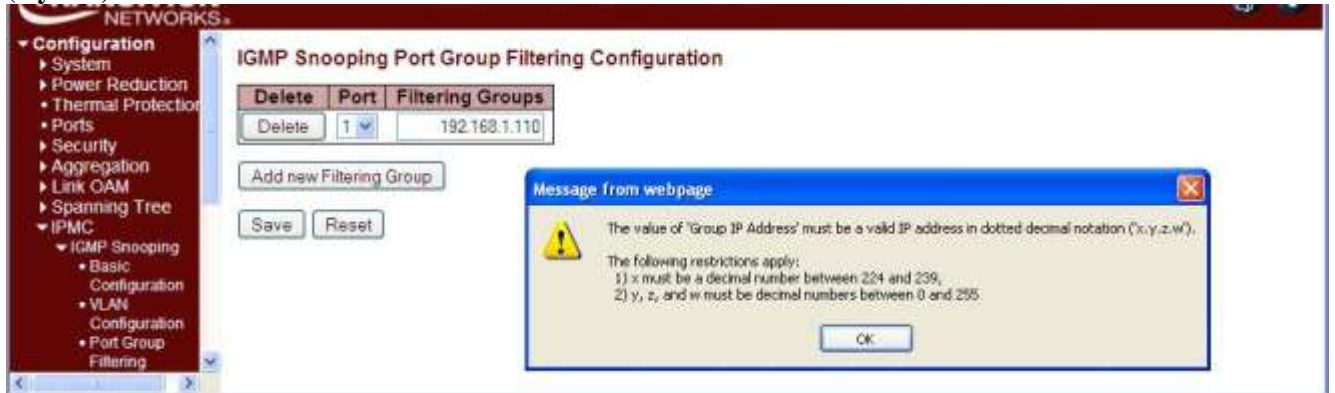 NETWORKS®
Configuration
System
Power Reduction
Thermal Protection
Ports
Security
Aggregation
Link OAM
Spanning Tree
IPMC
IGMP Snooping
Basic
Configuration
VLAN
Configuration
Port Group
Filtering
IGMP Snooping Port Group Filtering Configuration
Delete Port Filtering Groups
Delete 1 192.168.1.110
Add new Filtering Group
Save Reset
Message from webpage
The value of 'Group IP Address' must be a valid IP address in dotted decimal notation ('x.y.z.w').
The following restrictions apply:
1) x must be a decimal number between 224 and 239,
2) y, z, and w must be decimal numbers between 0 and 255
OK